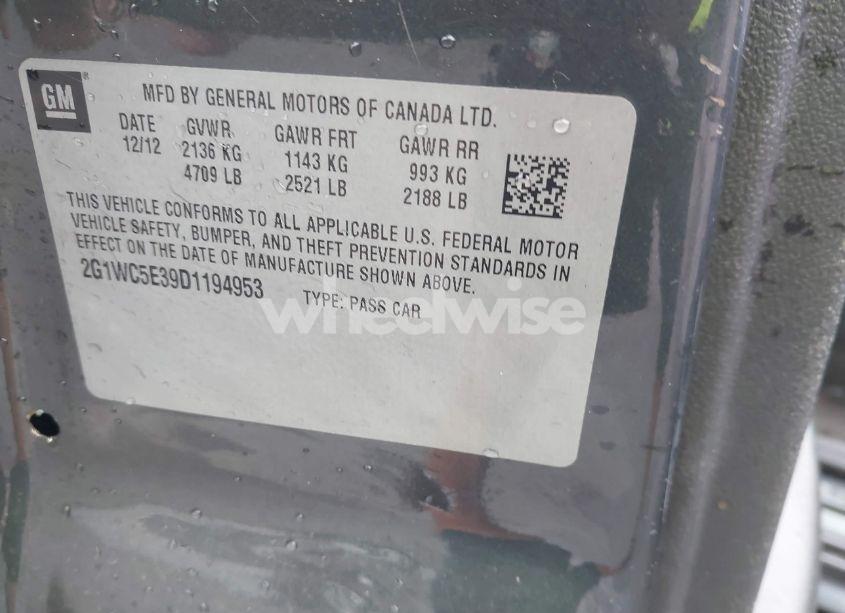 GM
MFD BY GENERAL MOTORS OF CANADA LTD.
DATE GVWR GAWR FRT GAWR RR
12/12 2136 KG 1143 KG 993 KG
4709 LB 2521 LB 2188 LB
THIS VEHICLE CONFORMS TO ALL APPLICABLE U.S. FEDERAL MOTOR
VEHICLE SAFETY, BUMPER, AND THEFT PREVENTION STANDARDS IN
EFFECT ON THE DATE OF MANUFACTURE SHOWN ABOVE.
2G1WC5E39D1194953 TYPE: PASS CAR
wheelwise